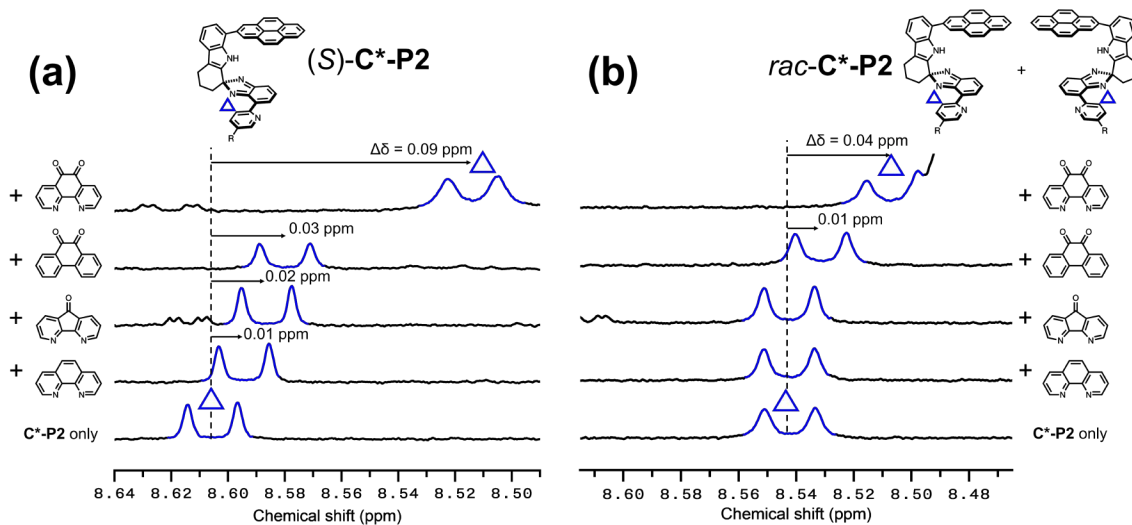 (a)
(S)-C*-P2
N
NH
N
N
N
R
Δδ = 0.09 ppm
+
O
O
N
N
0.03 ppm
+
O
O
0.02 ppm
+
O
N
N
0.01 ppm
+
N
N
C*-P2 only
8.64 8.62 8.60 8.58 8.56 8.54 8.52 8.50
Chemical shift (ppm)
(b)
rac-C*-P2
+
NH
N
N
N
R
HN
N
N
N
R
Δδ = 0.04 ppm
+
O
O
N
N
0.01 ppm
+
O
O
+
O
N
N
+
N
N
C*-P2 only
8.60 8.58 8.56 8.54 8.52 8.50 8.48
Chemical shift (ppm)